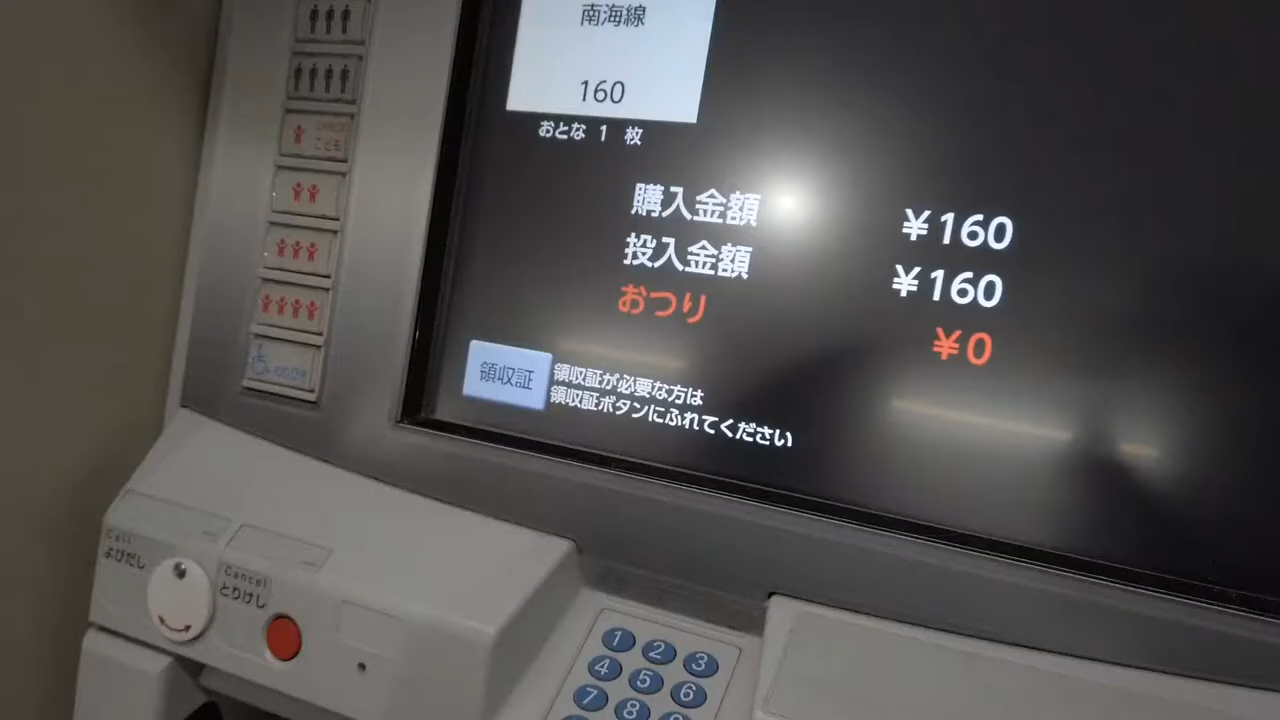 南海線
160
おとな 1 枚
購入金額 ¥160
投入金額 ¥160
おつり ¥0
領収証
領収証が必要な方は
領収証ボタンにふれてください
こども
Call
よびだし
Cancel
とりけし
1 2 3
4 5 6
7 8